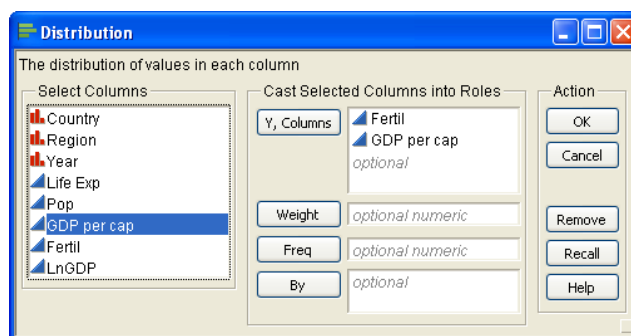 Distribution
The distribution of values in each column
Select Columns
Country
Region
Year
Life Exp
Pop
GDP per cap
Fertil
LnGDP
Cast Selected Columns into Roles
Y, Columns
Fertil
GDP per cap
optional
Weight
optional numeric
Freq
optional numeric
By
optional
Action
OK
Cancel
Remove
Recall
Help